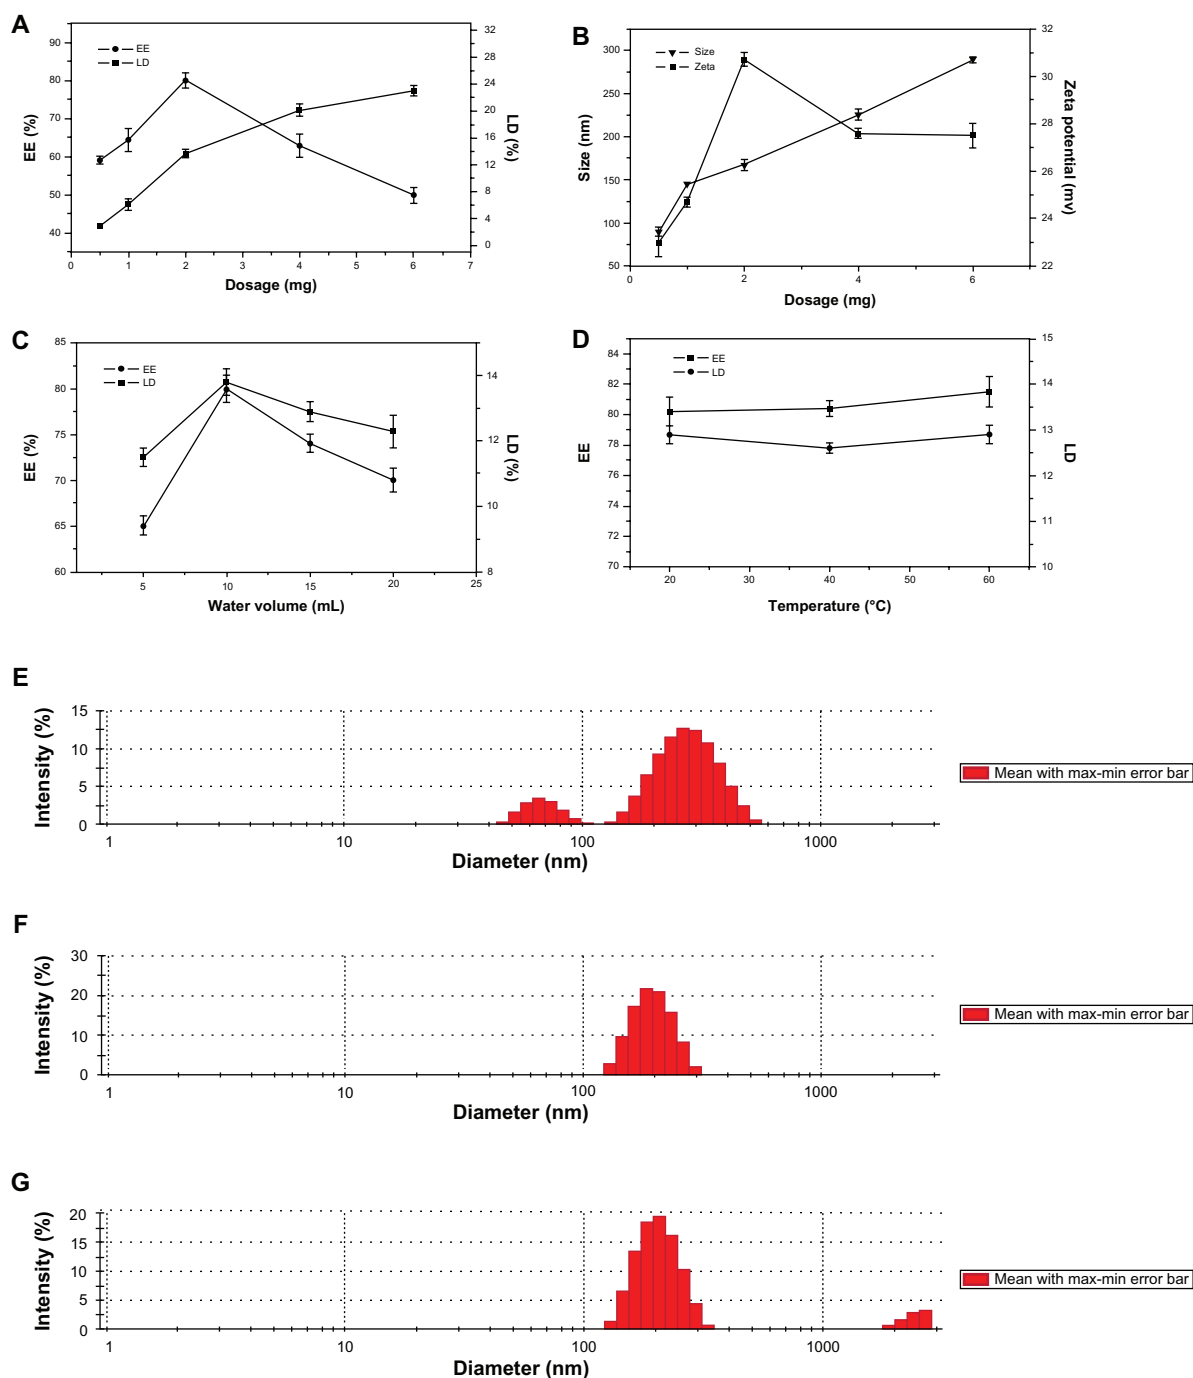 A
EE
LD
90
80
70
60
50
40
EE (%)
32
28
24
20
16
12
8
4
0
LD (%)
0 1 2 3 4 5 6 7
Dosage (mg)
B
Size
Zeta
300
250
200
150
100
50
Size (nm)
32
30
28
26
24
22
Zeta potential (mv)
0 2 4 6
Dosage (mg)
C
EE
LD
85
80
75
70
65
60
EE (%)
14
12
10
8
LD (%)
5 10 15 20 25
Water volume (mL)
D
EE
LD
84
82
80
78
76
74
72
70
EE
15
14
13
12
11
10
LD
20 30 40 50 60
Temperature (°C)
E
15
10
5
0
Intensity (%)
1 10 100 1000
Diameter (nm)
Mean with max-min error bar
F
30
20
10
0
Intensity (%)
1 10 100 1000
Diameter (nm)
Mean with max-min error bar
G
20
15
10
5
0
Intensity (%)
1 10 100 1000
Diameter (nm)
Mean with max-min error bar